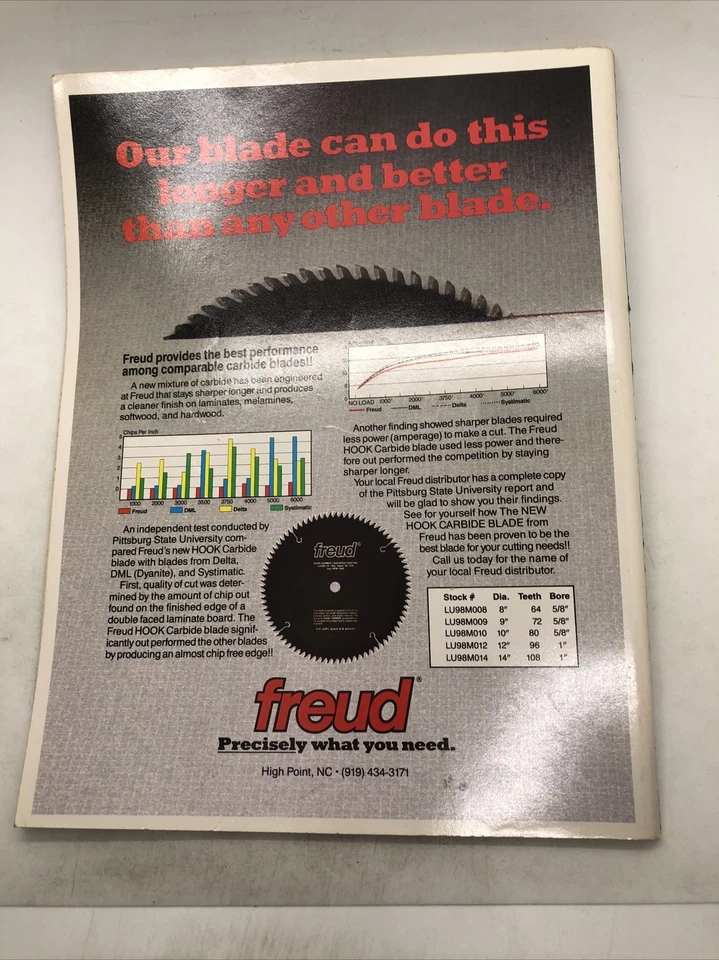 Our blade can do this
longer and better
than any other blade.
Freud provides the best performance
among comparable carbide blades!!
A new mixture of carbide has been engineered
at Freud that stays sharper longer and produces
a cleaner finish on laminates, melamines,
softwood, and hardwood.
Chips Per Inch
5
4
3
2
1
0
1000 2000 3000 3500 3750 4000 5000 6000
Freud DML Delta Systimatic
An independent test conducted by
Pittsburg State University com-
pared Freud's new HOOK Carbide
blade with blades from Delta,
DML (Dyanite), and Systimatic.
First, quality of cut was deter-
mined by the amount of chip out
found on the finished edge of a
double faced laminate board. The
Freud HOOK Carbide blade signif-
icantly out performed the other blades
by producing an almost chip free edge!!
NO LOAD 1000' 2000' 3750' 4000' 5000' 6000'
Freud DML Delta Systimatic
Another finding showed sharper blades required
less power (amperage) to make a cut. The Freud
HOOK Carbide blade used less power and there-
fore out performed the competition by staying
sharper longer.
Your local Freud distributor has a complete copy
of the Pittsburg State University report and
will be glad to show you their findings.
See for yourself how The NEW
HOOK CARBIDE BLADE from
Freud has been proven to be the
best blade for your cutting needs!!
Call us today for the name of
your local Freud distributor.
freud®
Stock # Dia. Teeth Bore
LU98M008 8" 64 5/8"
LU98M009 9" 72 5/8"
LU98M010 10" 80 5/8"
LU98M012 12" 96 1"
LU98M014 14" 108 1"
freud®
Precisely what you need.
High Point, NC • (919) 434-3171